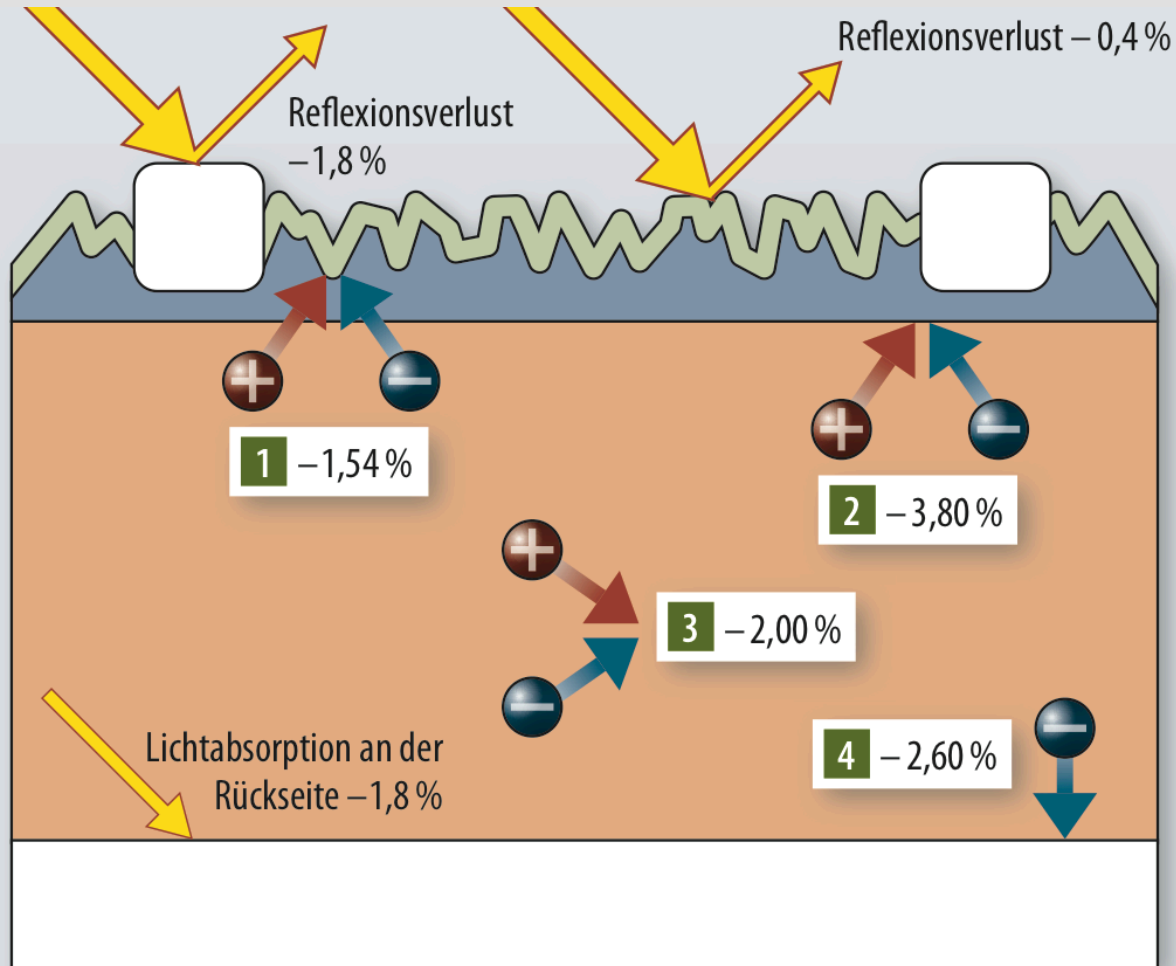 Reflexionsverlust – 0,4 %
Reflexionsverlust
–1,8 %
1 –1,54 %
2 – 3,80 %
3 – 2,00 %
Lichtabsorption an der
Rückseite –1,8 %
4 – 2,60 %